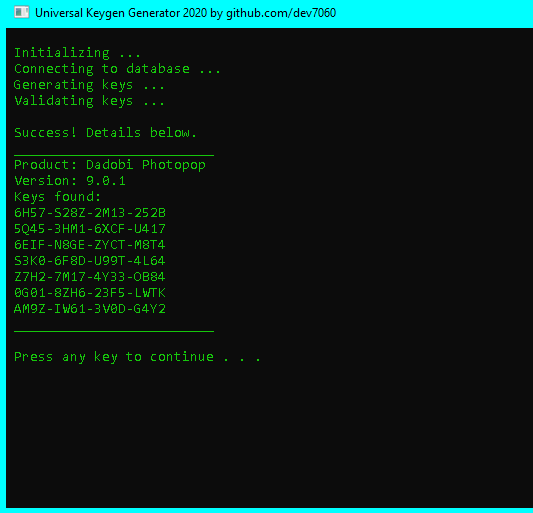 Universal Keygen Generator 2020 by github.com/dev7060
Initializing ...
Connecting to database ...
Generating keys ...
Validating keys ...
Success! Details below.
Product: Dadobi Photopop
Version: 9.0.1
Keys found:
6H57-S28Z-2M13-252B
5Q45-3HM1-6XCF-U417
6EIF-N8GE-ZYCT-M8T4
S3K0-6F8D-U99T-4L64
Z7H2-7M17-4Y33-OB84
0G01-8ZH6-23F5-LWTK
AM9Z-IW61-3V0D-G4Y2
Press any key to continue . . .